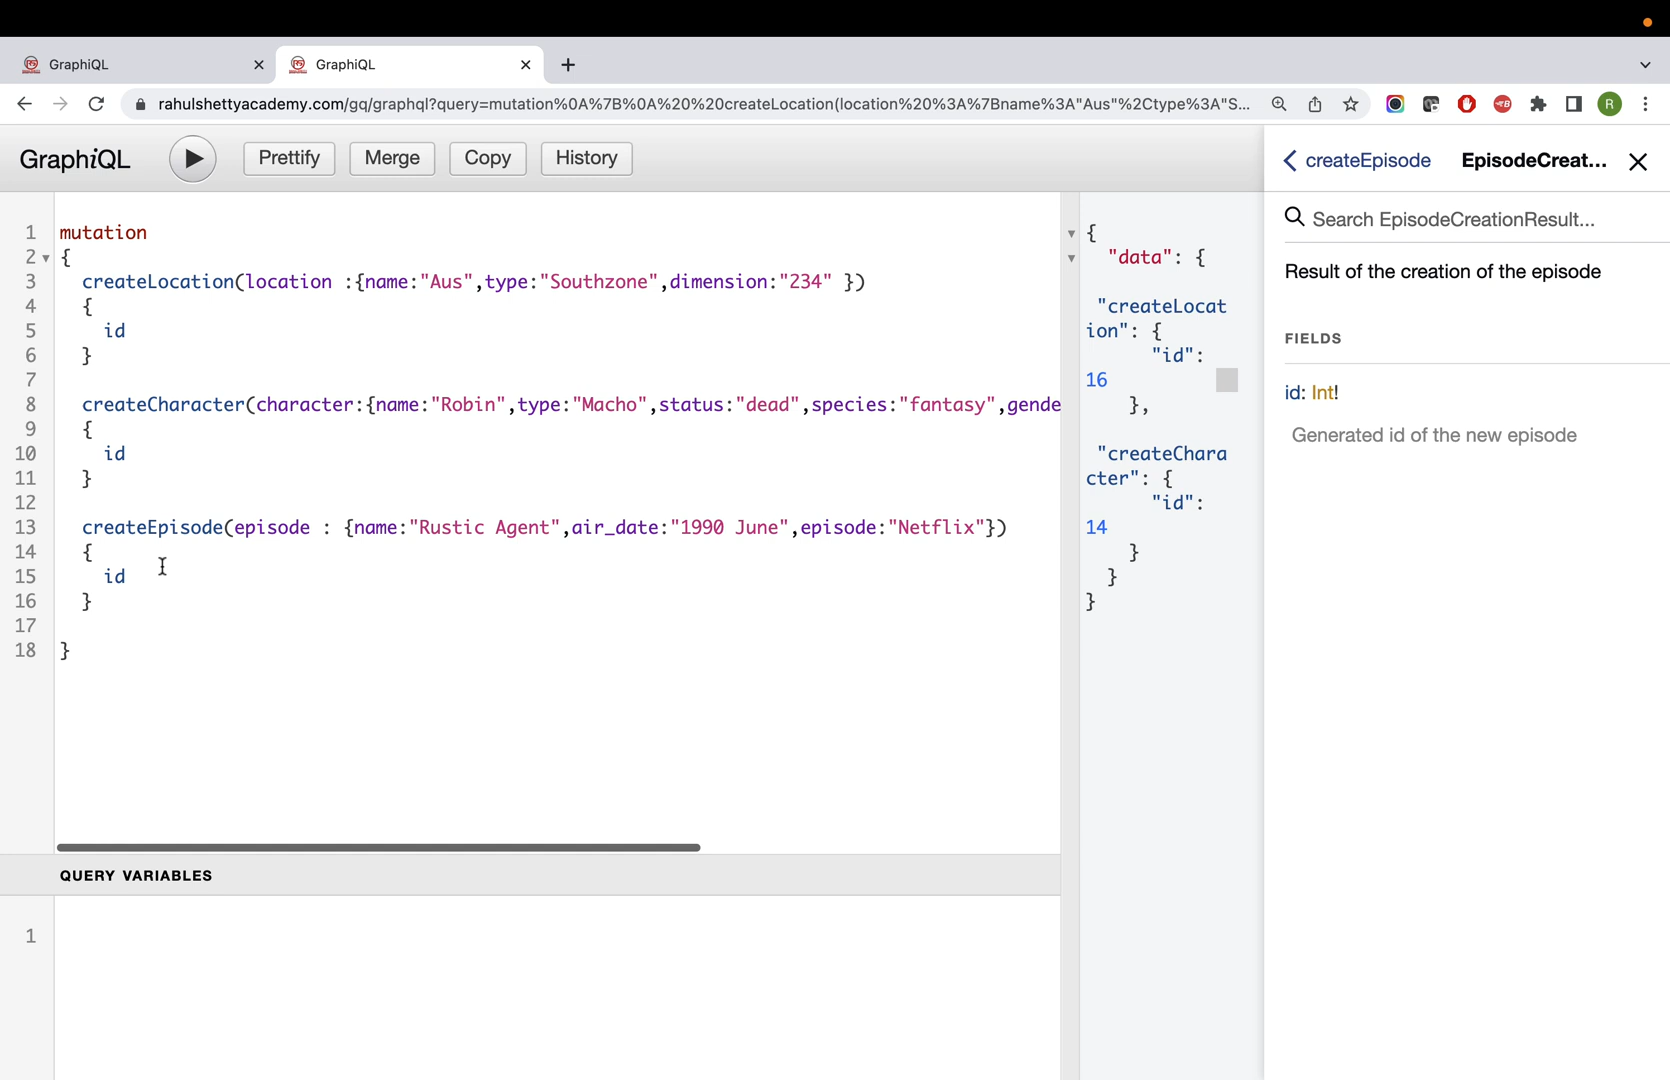 GraphiQL
GraphiQL
rahulshettyacademy.com/gq/graphql?query=mutation%0A%7B%0A%20%20createLocation(location%20%3A%7Bname%3A"Aus"%2Ctype%3A"S...
R
GraphiQL
Prettify
Merge
Copy
History
createEpisode
EpisodeCreat...
1 mutation
2 {
3 createLocation(location :{name:"Aus",type:"Southzone",dimension:"234" })
4 {
5 id
6 }
7
8 createCharacter(character:{name:"Robin",type:"Macho",status:"dead",species:"fantasy",gende
9 {
10 id
11 }
12
13 createEpisode(episode : {name:"Rustic Agent",air_date:"1990 June",episode:"Netflix"})
14 {
15 id
16 }
17
18 }
QUERY VARIABLES
1
{
"data": {
"createLocat
ion": {
"id":
16
},
"createChara
cter": {
"id":
14
}
}
}
Search EpisodeCreationResult...
Result of the creation of the episode
FIELDS
id: Int!
Generated id of the new episode